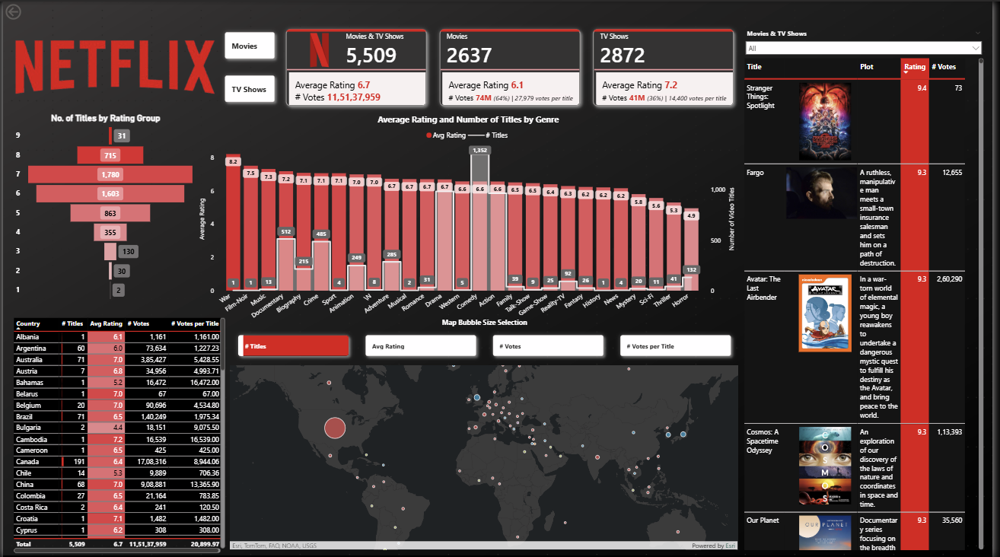 NETFLIX
Movies
TV Shows
Movies & TV Shows
5,509
Average Rating 6.7
# Votes 11,51,37,959
Movies
2637
Average Rating 6.1
# Votes 74M (64%) | 27,979 votes per title
TV Shows
2872
Average Rating 7.2
# Votes 41M (36%) | 14,400 votes per title
No. of Titles by Rating Group
9 31
8 715
7 1,780
6 1,603
5 863
4 355
3 130
2 30
1 2
Average Rating and Number of Titles by Genre
Avg Rating # Titles
Average Rating
8
6
4
2
0
8.2 7.5 7.3 7.2 7.1 7.1 7.1 7.0 7.0 6.7 6.7 6.7 6.7 6.6 6.6 6.6 6.5 6.5 6.4 6.3 6.2 6.2 6.2 5.8 5.6 5.3 4.9
1 1 13 512 215 485 4 249 8 285 2 31 5 1,352 39 9 25 92 26 1 4 20 11 41 132
War Film-Noir Music Documentary Biography Crime Sport Animation \N Adventure Musical Romance Drama Western Comedy Action Family Talk-Show Game-Show Reality-TV Fantasy History News Mystery Sci-Fi Thriller Horror
Number of Video Titles
1,000
500
0
Country # Titles Avg Rating # Votes # Votes per Title
Albania 1 6.1 1,161 1,161.00
Argentina 60 6.0 73,634 1,227.23
Australia 71 7.0 3,85,427 5,428.55
Austria 7 6.8 34,956 4,993.71
Bahamas 1 5.2 16,472 16,472.00
Belarus 1 7.0 67 67.00
Belgium 20 7.0 90,696 4,534.80
Brazil 71 6.5 1,40,249 1,975.34
Bulgaria 2 4.4 18,151 9,075.50
Cambodia 1 7.2 16,539 16,539.00
Cameroon 1 6.5 425 425.00
Canada 191 6.4 17,08,316 8,944.06
Chile 14 5.3 9,889 706.36
China 68 7.0 9,08,881 13,365.90
Colombia 27 6.5 21,164 783.85
Costa Rica 2 6.4 241 120.50
Croatia 1 7.1 1,482 1,482.00
Cyprus 1 6.2 308 308.00
Total 5,509 6.7 11,51,37,959 20,899.97
Map Bubble Size Selection
# Titles
Avg Rating
# Votes
# Votes per Title
Esri, TomTom, FAO, NOAA, USGS
Powered by Esri
Movies & TV Shows
All
Title Plot Rating # Votes
Stranger
Things:
Spotlight
9.4 73
Fargo
A ruthless,
manipulativ
e man
meets a
small-town
insurance
salesman
and sets
him on a
path of
destruction.
9.3 12,655
Avatar: The
Last
Airbender
AVATAR
In a war-
torn world
of elemental
magic, a
young boy
reawakens
to
undertake a
dangerous
mystic quest
to fulfill his
destiny as
the Avatar,
and bring
peace to the
world.
9.3 2,60,290
Cosmos: A
Spacetime
Odyssey
COSMOS
An
exploration
of our
discovery of
the laws of
nature and
coordinates
in space and
time.
9.3 1,13,393
Our Planet
OUR PLANET
Documentar
y series
focusing on
the breadth
9.3 35,560